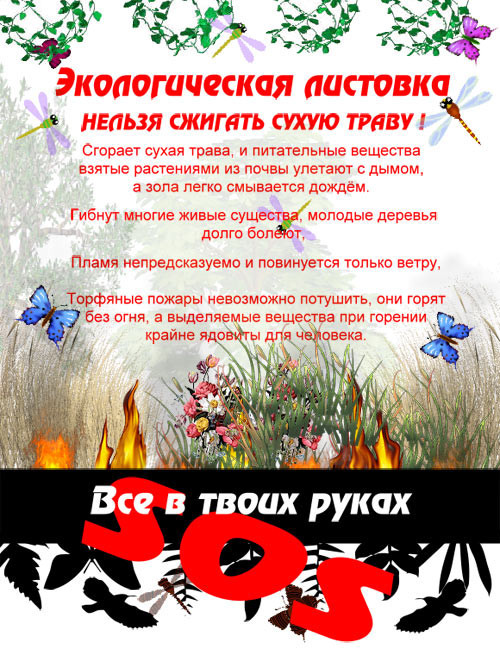 Экологическая листовка
НЕЛЬЗЯ СЖИГАТЬ СУХУЮ ТРАВУ !
Сгорает сухая трава, и питательные вещества
взятые растениями из почвы улетают с дымом,
а зола легко смывается дождём.
Гибнут многие живые существа, молодые деревья
долго болеют,
Пламя непредсказуемо и повинуется только ветру,
Торфяные пожары невозможно потушить, они горят
без огня, а выделяемые вещества при горении
крайне ядовиты для человека.
Все в твоих руках
SOS